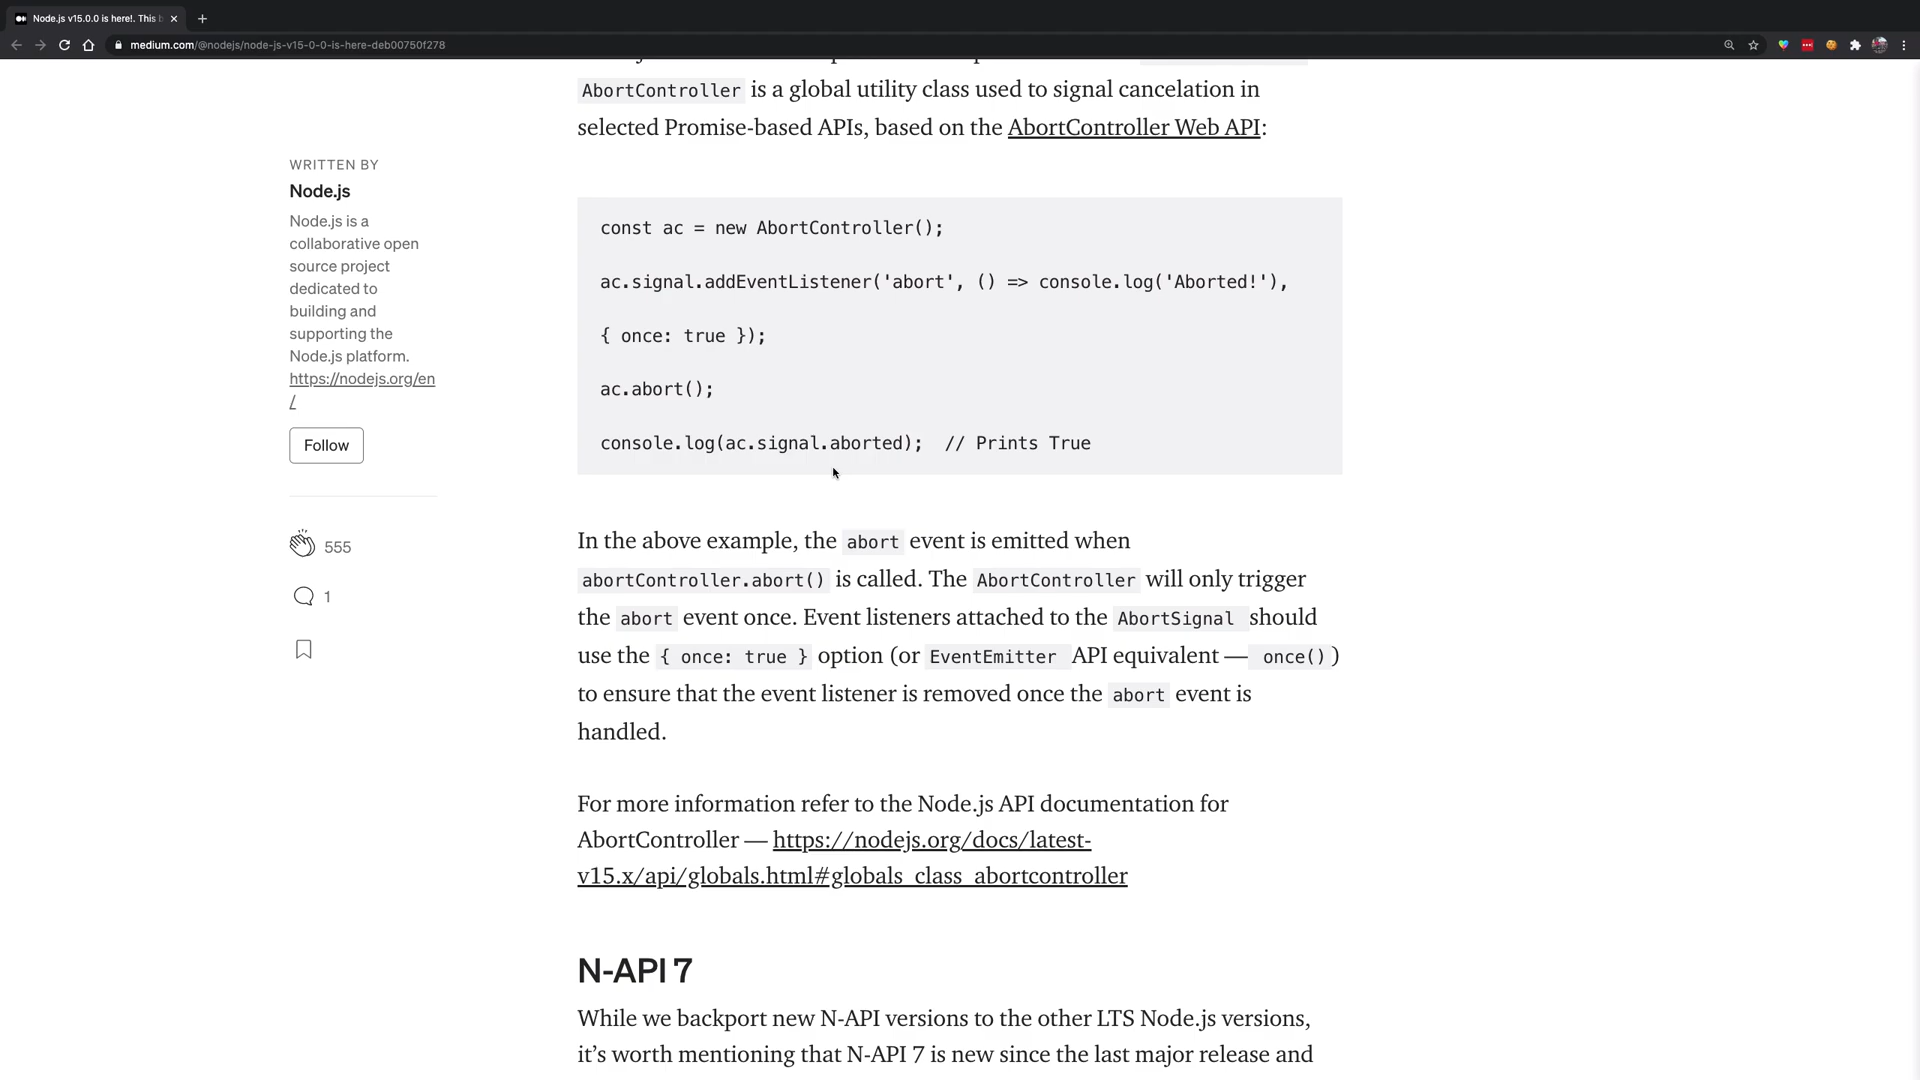 Node.js v15.0.0 is here!. This b
medium.com/@nodejs/node-js-v15-0-0-is-here-deb00750f278
AbortController is a global utility class used to signal cancelation in
selected Promise-based APIs, based on the AbortController Web API:
WRITTEN BY
Node.js
Node.js is a
collaborative open
source project
dedicated to
building and
supporting the
Node.js platform.
https://nodejs.org/en
/
Follow
555
1
const ac = new AbortController();
ac.signal.addEventListener('abort', () => console.log('Aborted!'),
{ once: true });
ac.abort();
console.log(ac.signal.aborted);  // Prints True
In the above example, the abort event is emitted when
abortController.abort() is called. The AbortController will only trigger
the abort event once. Event listeners attached to the AbortSignal should
use the { once: true } option (or EventEmitter API equivalent — once())
to ensure that the event listener is removed once the abort event is
handled.
For more information refer to the Node.js API documentation for
AbortController — https://nodejs.org/docs/latest-
v15.x/api/globals.html#globals_class_abortcontroller
N-API 7
While we backport new N-API versions to the other LTS Node.js versions,
it's worth mentioning that N-API 7 is new since the last major release and